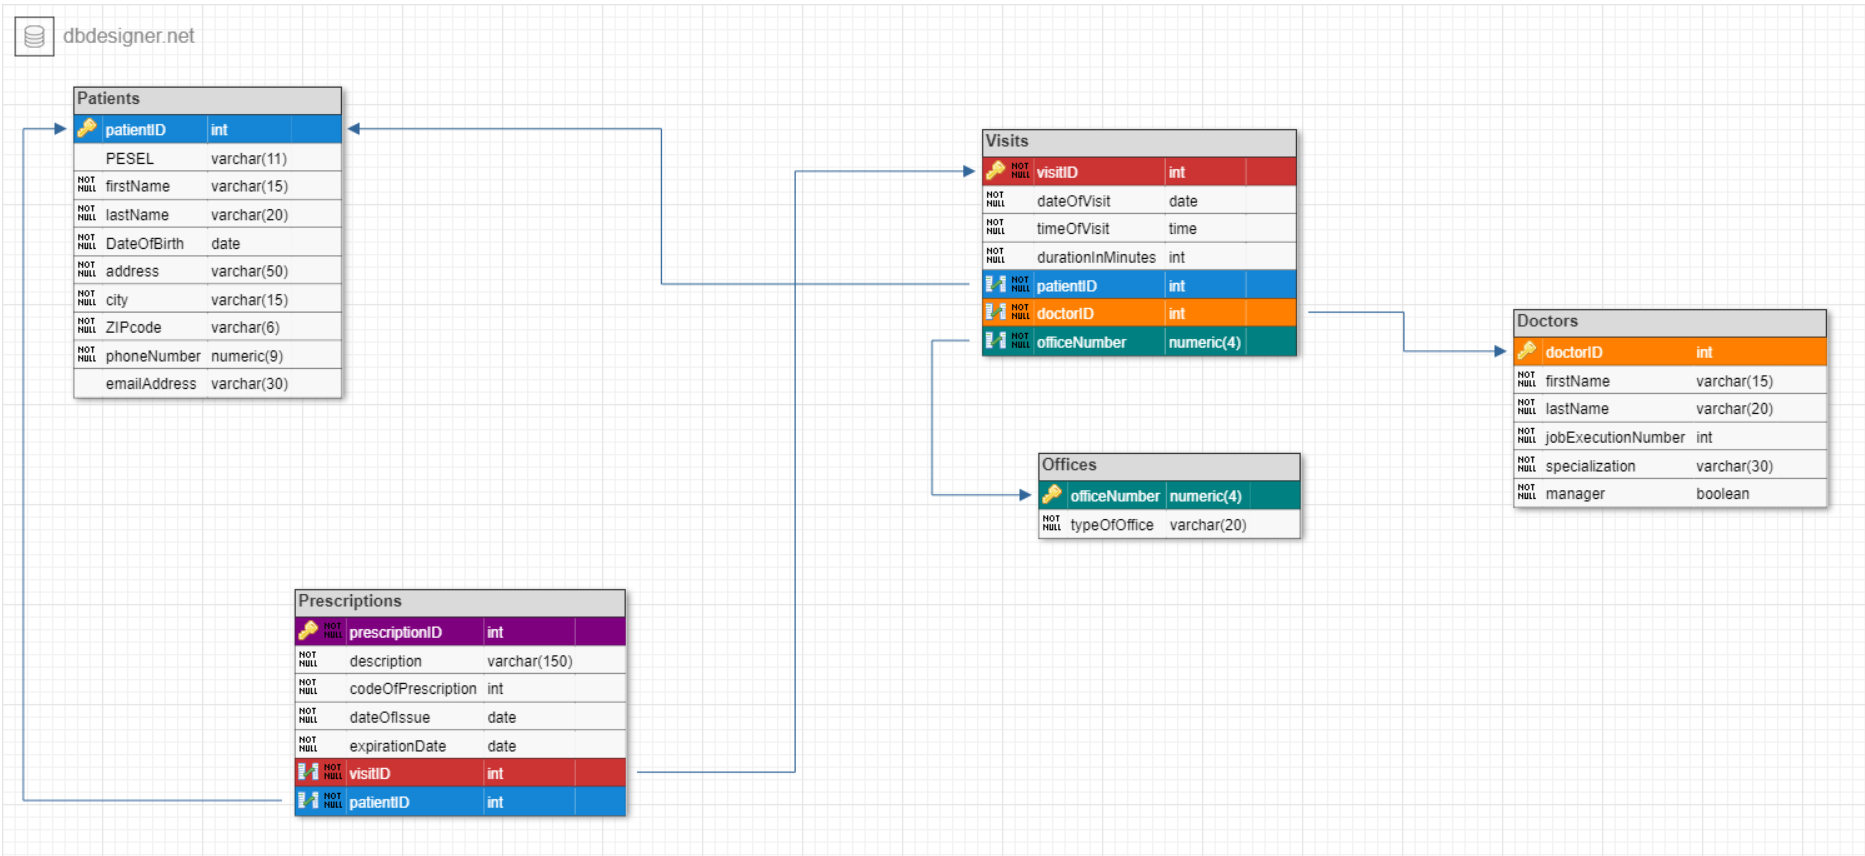 dbdesigner.net
Patients
patientID int
PESEL varchar(11)
NOT NULL firstName varchar(15)
NOT NULL lastName varchar(20)
NOT NULL DateOfBirth date
NOT NULL address varchar(50)
NOT NULL city varchar(15)
NOT NULL ZIPcode varchar(6)
NOT NULL phoneNumber numeric(9)
emailAddress varchar(30)
Visits
NOT NULL visitID int
NOT NULL dateOfVisit date
NOT NULL timeOfVisit time
NOT NULL durationInMinutes int
NOT NULL patientID int
NOT NULL doctorID int
NOT NULL officeNumber numeric(4)
Doctors
doctorID int
NOT NULL firstName varchar(15)
NOT NULL lastName varchar(20)
NOT NULL jobExecutionNumber int
NOT NULL specialization varchar(30)
NOT NULL manager boolean
Offices
officeNumber numeric(4)
NOT NULL typeOfOffice varchar(20)
Prescriptions
NOT NULL prescriptionID int
NOT NULL description varchar(150)
NOT NULL codeOfPrescription int
NOT NULL dateOfIssue date
NOT NULL expirationDate date
NOT NULL visitID int
NOT NULL patientID int